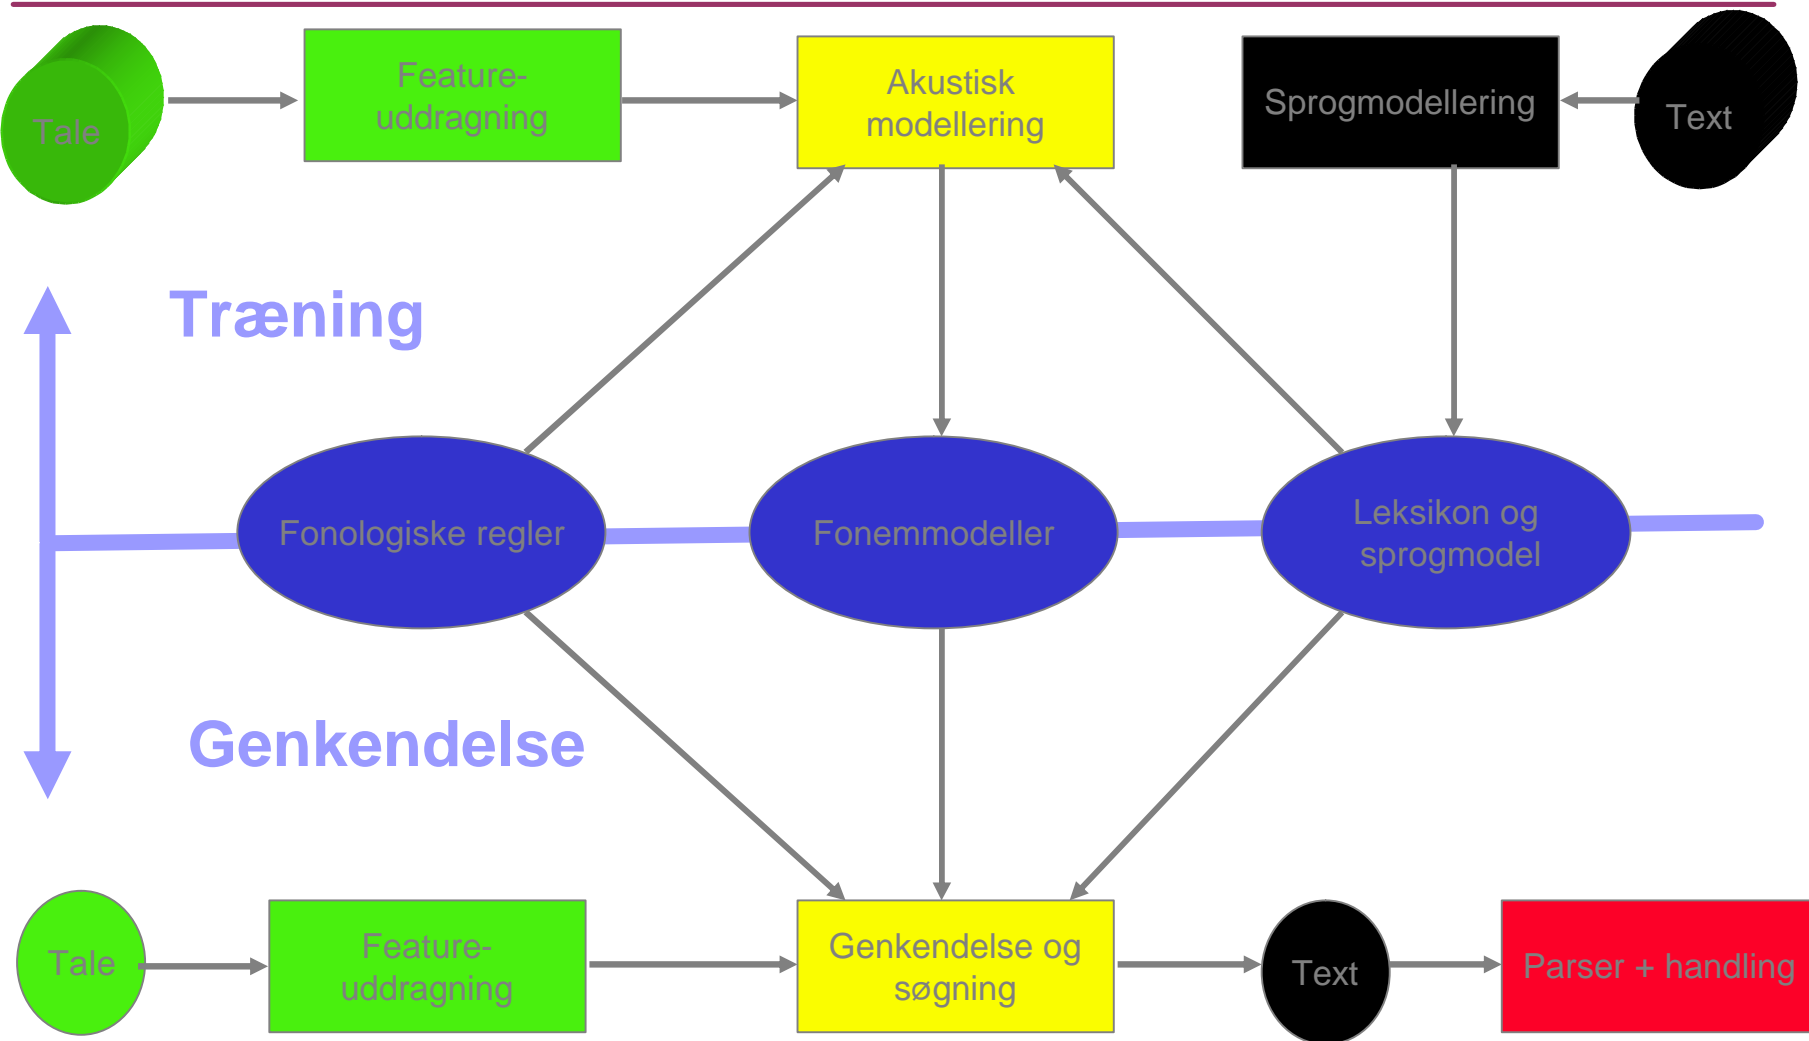 Tale
Feature-
uddragning
Akustisk
modellering
Sprogmodellering
Text
Træning
Fonologiske regler
Fonemmodeller
Leksikon og
sprogmodel
Genkendelse
Tale
Feature-
uddragning
Genkendelse og
søgning
Text
Parser + handling